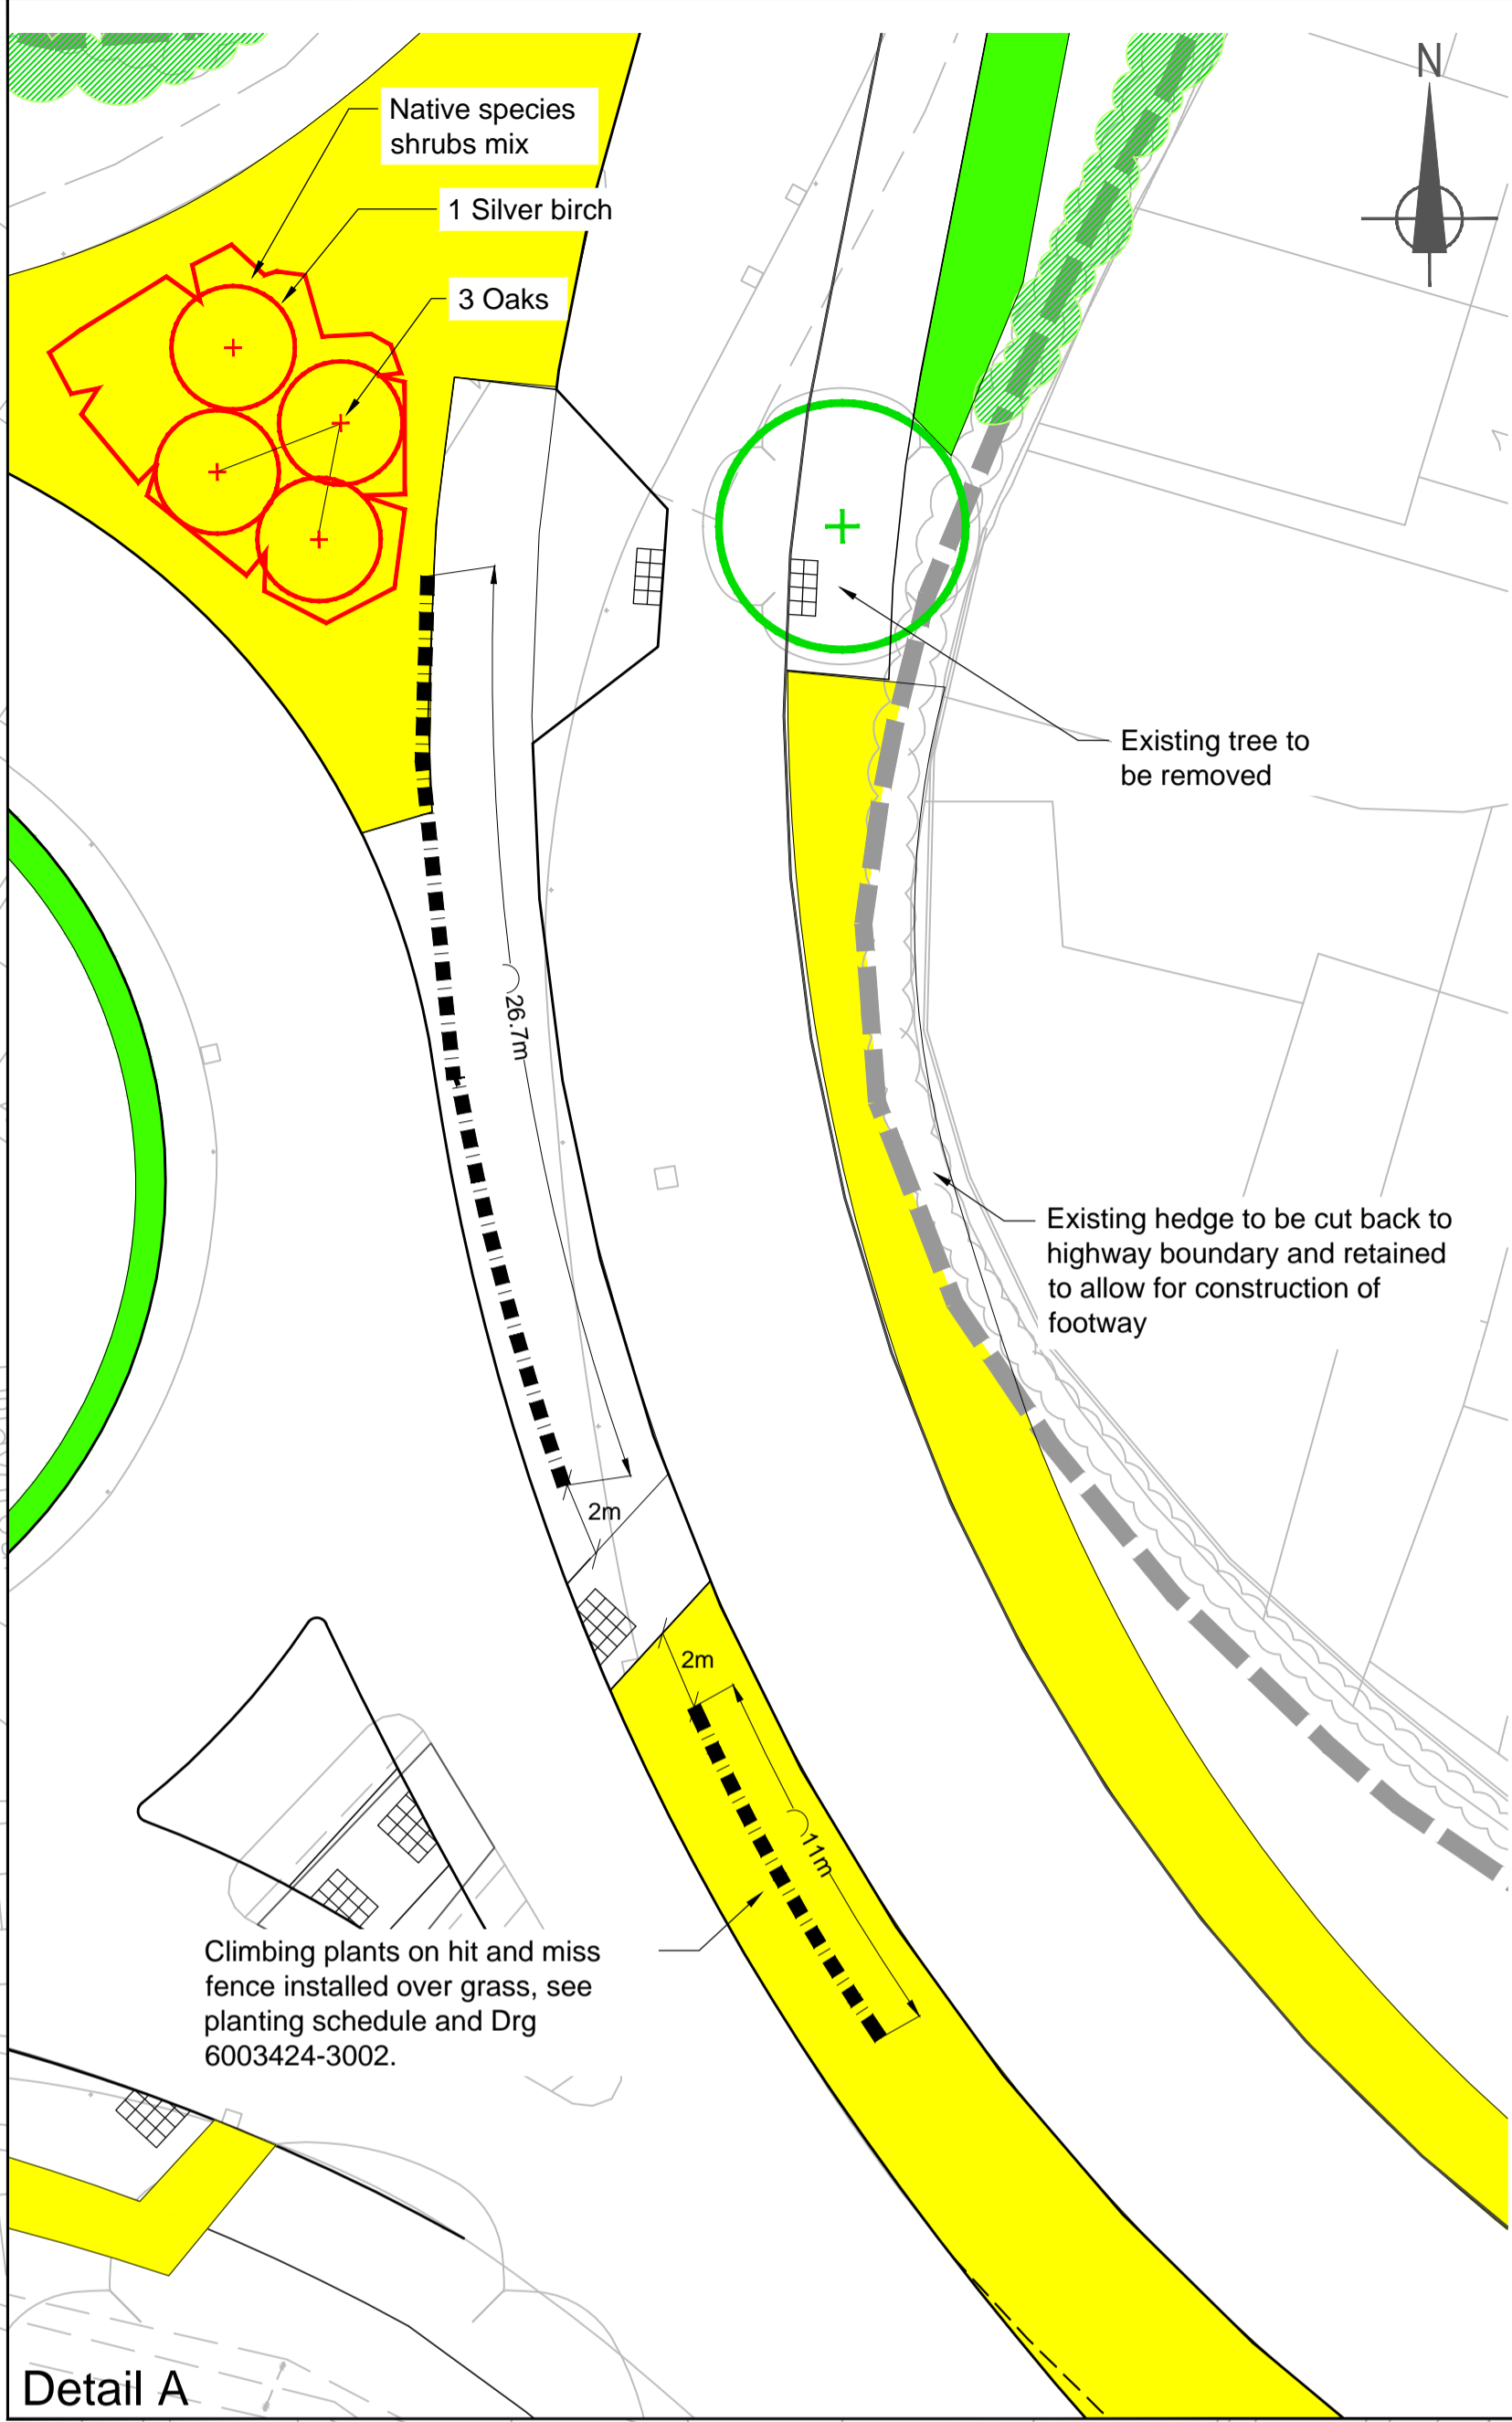 N
Native species
shrubs mix
1 Silver birch
3 Oaks
Existing tree to
be removed
26.7m
Existing hedge to be cut back to
highway boundary and retained
to allow for construction of
footway
2m
2m
11m
Climbing plants on hit and miss
fence installed over grass, see
planting schedule and Drg
6003424-3002.
Detail A